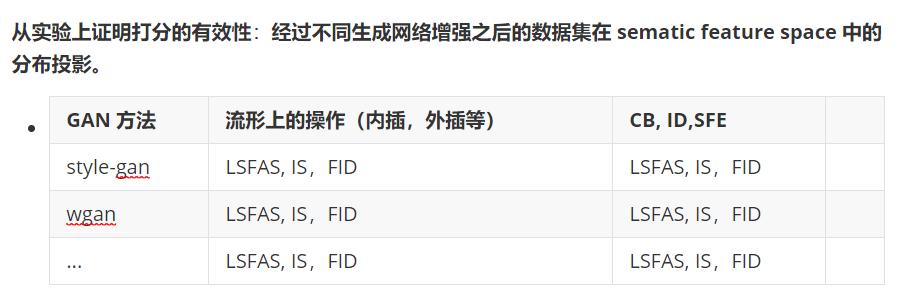 从实验上证明打分的有效性：经过不同生成网络增强之后的数据集在 sematic feature space 中的
分布投影。
GAN 方法 流形上的操作（内插，外插等） CB, ID,SFE
style-gan LSFAS, IS，FID LSFAS, IS，FID
wgan LSFAS, IS，FID LSFAS, IS，FID
... LSFAS, IS，FID LSFAS, IS，FID